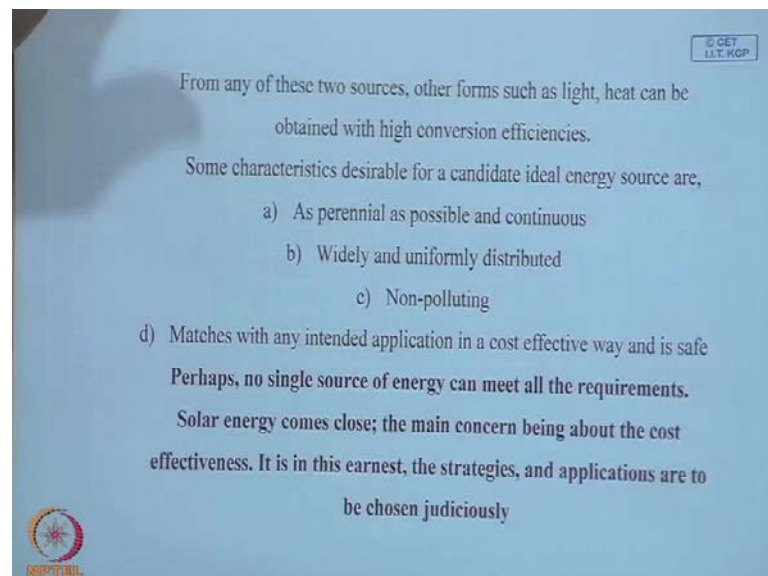 © CET
I.I.T. KGP
From any of these two sources, other forms such as light, heat can be
obtained with high conversion efficiencies.
Some characteristics desirable for a candidate ideal energy source are,
a) As perennial as possible and continuous
b) Widely and uniformly distributed
c) Non-polluting
d) Matches with any intended application in a cost effective way and is safe
Perhaps, no single source of energy can meet all the requirements.
Solar energy comes close; the main concern being about the cost
effectiveness. It is in this earnest, the strategies, and applications are to
be chosen judiciously
NPTEL